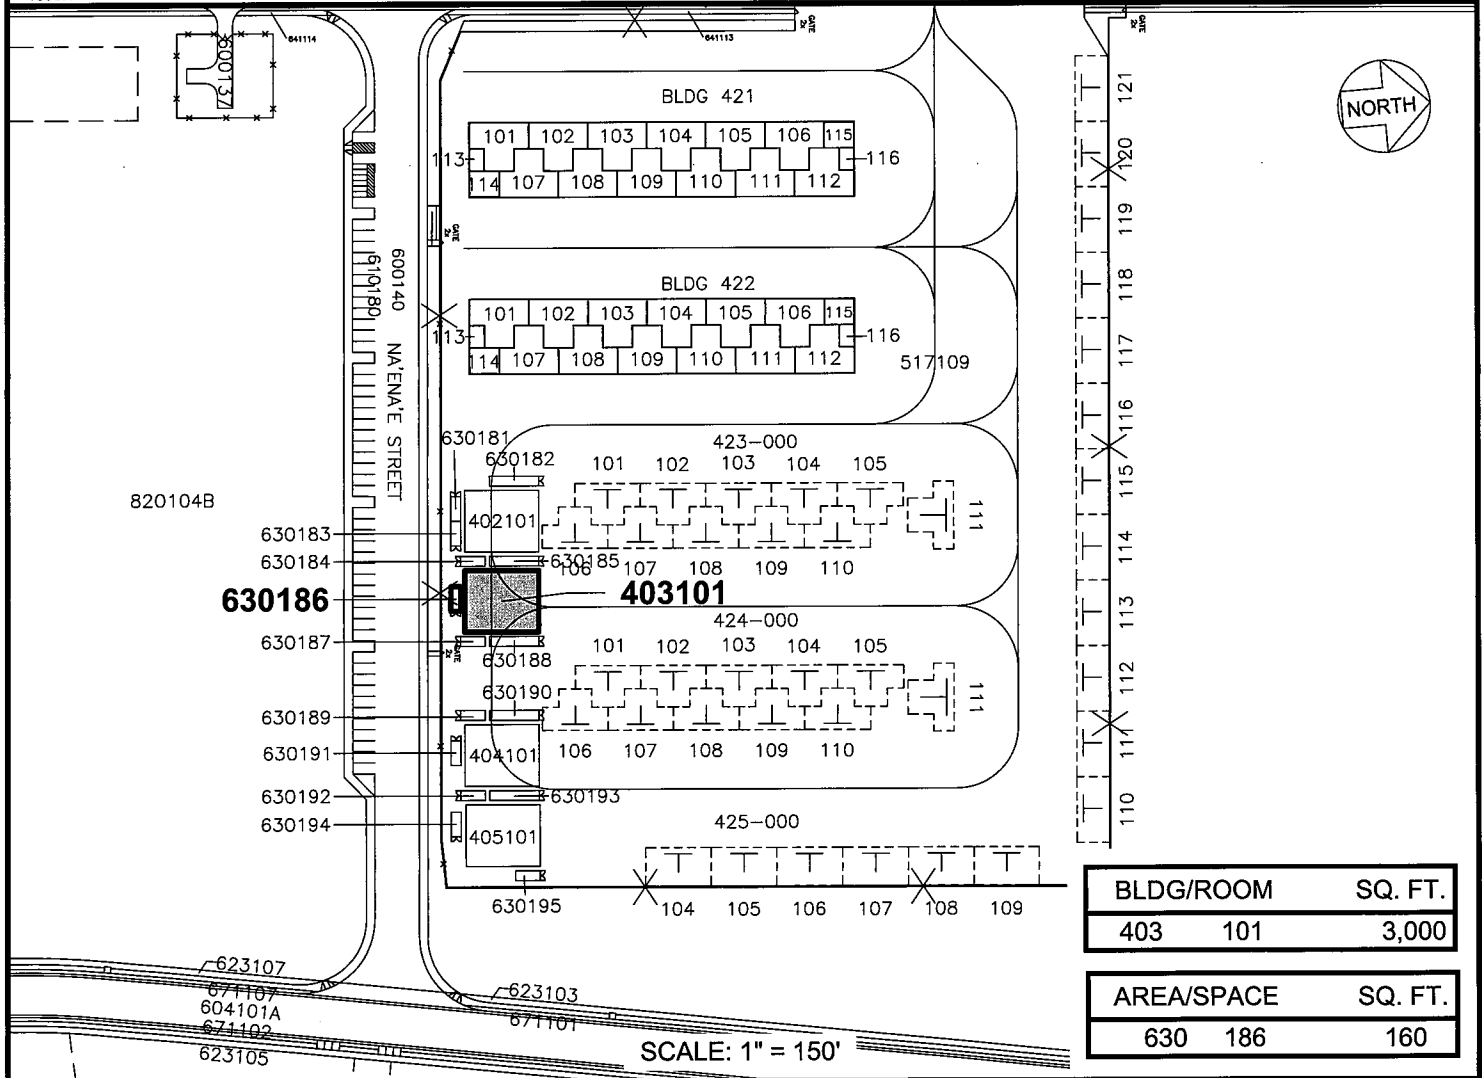 641114
641113
GATE
2x
GATE
2x
600137
NORTH
BLDG 421
101 102 103 104 105 106 115
113 116
114 107 108 109 110 111 112
GATE
2x
600140 NA'ENA'E STREET
610180
BLDG 422
101 102 103 104 105 106 115
113 116
114 107 108 109 110 111 112
517109
121
120
119
118
117
116
115
114
113
112
111
110
820104B
630181
630182
423-000
101 102 103 104 105
402101
111
630183
630184
630185
106 107 108 109 110
630186
403101
424-000
630187
GATE
2x
630188
101 102 103 104 105
630190
111
630189
630191
404101
106 107 108 109 110
630192
630193
630194
405101
425-000
630195
104 105 106 107 108 109
BLDG/ROOM SQ. FT.
403 101 3,000
AREA/SPACE SQ. FT.
630 186 160
623107
671107
604101A
671102
623105
623103
671101
SCALE: 1" = 150'